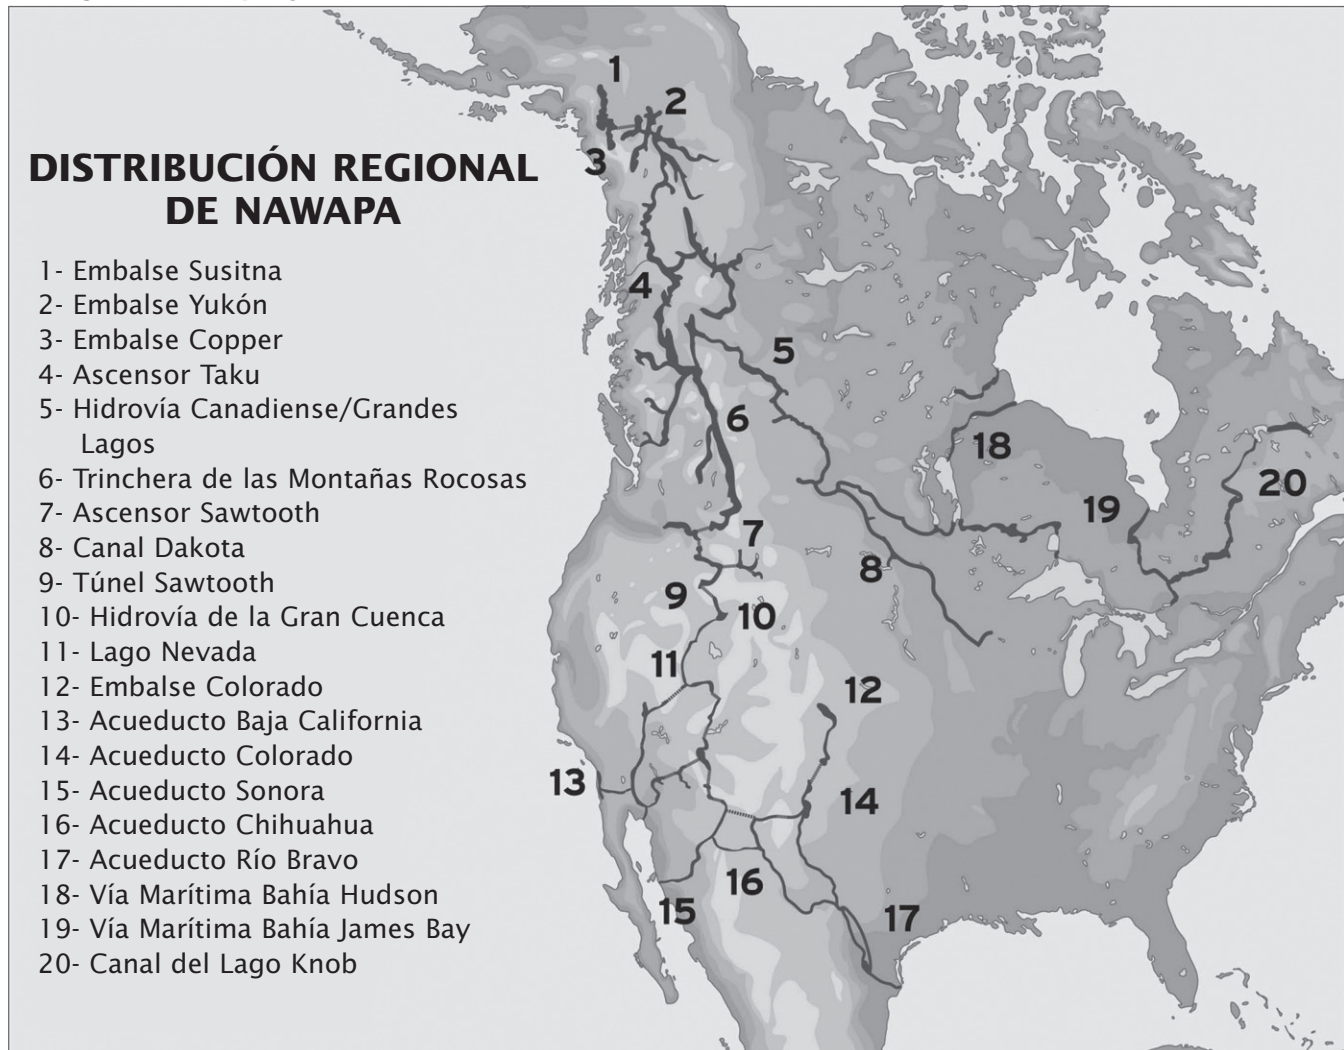 DISTRIBUCIÓN REGIONAL
DE NAWAPA
1- Embalse Susitna
2- Embalse Yukón
3- Embalse Copper
4- Ascensor Taku
5- Hidrovía Canadiense/Grandes
Lagos
6- Trinchera de las Montañas Rocosas
7- Ascensor Sawtooth
8- Canal Dakota
9- Túnel Sawtooth
10- Hidrovía de la Gran Cuenca
11- Lago Nevada
12- Embalse Colorado
13- Acueducto Baja California
14- Acueducto Colorado
15- Acueducto Sonora
16- Acueducto Chihuahua
17- Acueducto Río Bravo
18- Vía Marítima Bahía Hudson
19- Vía Marítima Bahía James Bay
20- Canal del Lago Knob
1
2
3
4
5
6
7
8
9
10
11
12
13
14
15
16
17
18
19
20